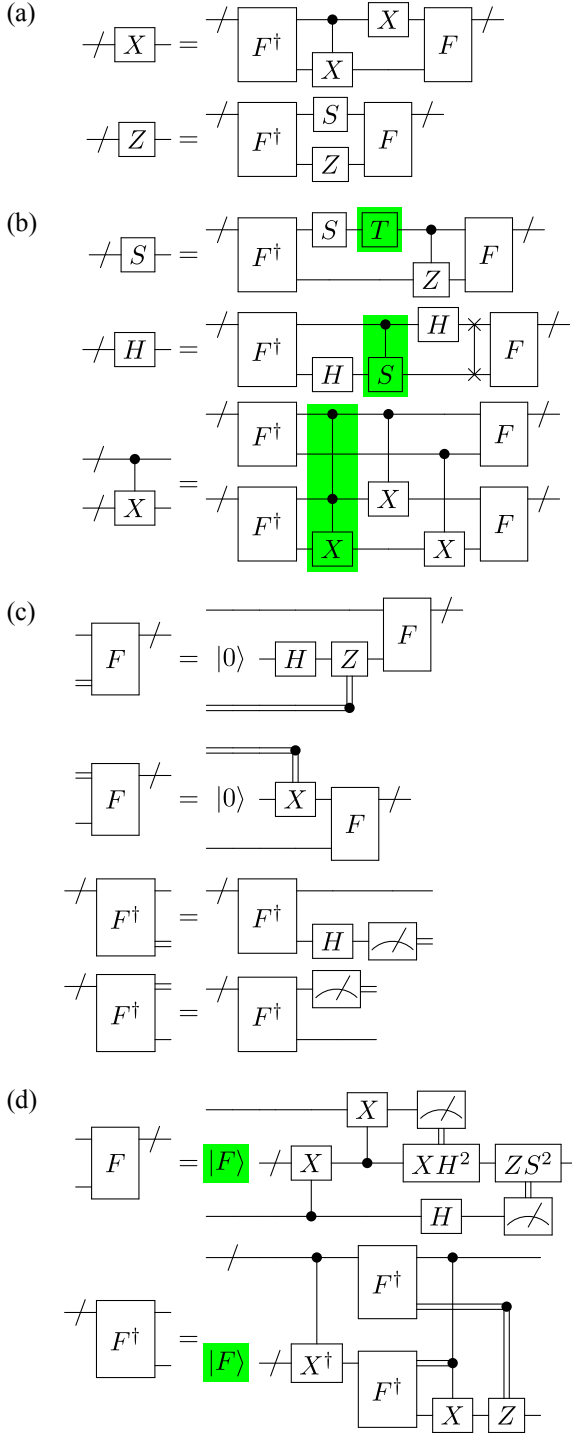 (a)
X = F† X X F
Z = F† S Z F
(b)
S = F† S T Z F
H = F† H S H F
X = F† F† X X X F F
(c)
F = |0⟩ H Z F
F = |0⟩ X F
F† = F† H
F† = F†
(d)
F = |F⟩ X X XH² H ZS²
F† = |F⟩ X† F† F† X Z